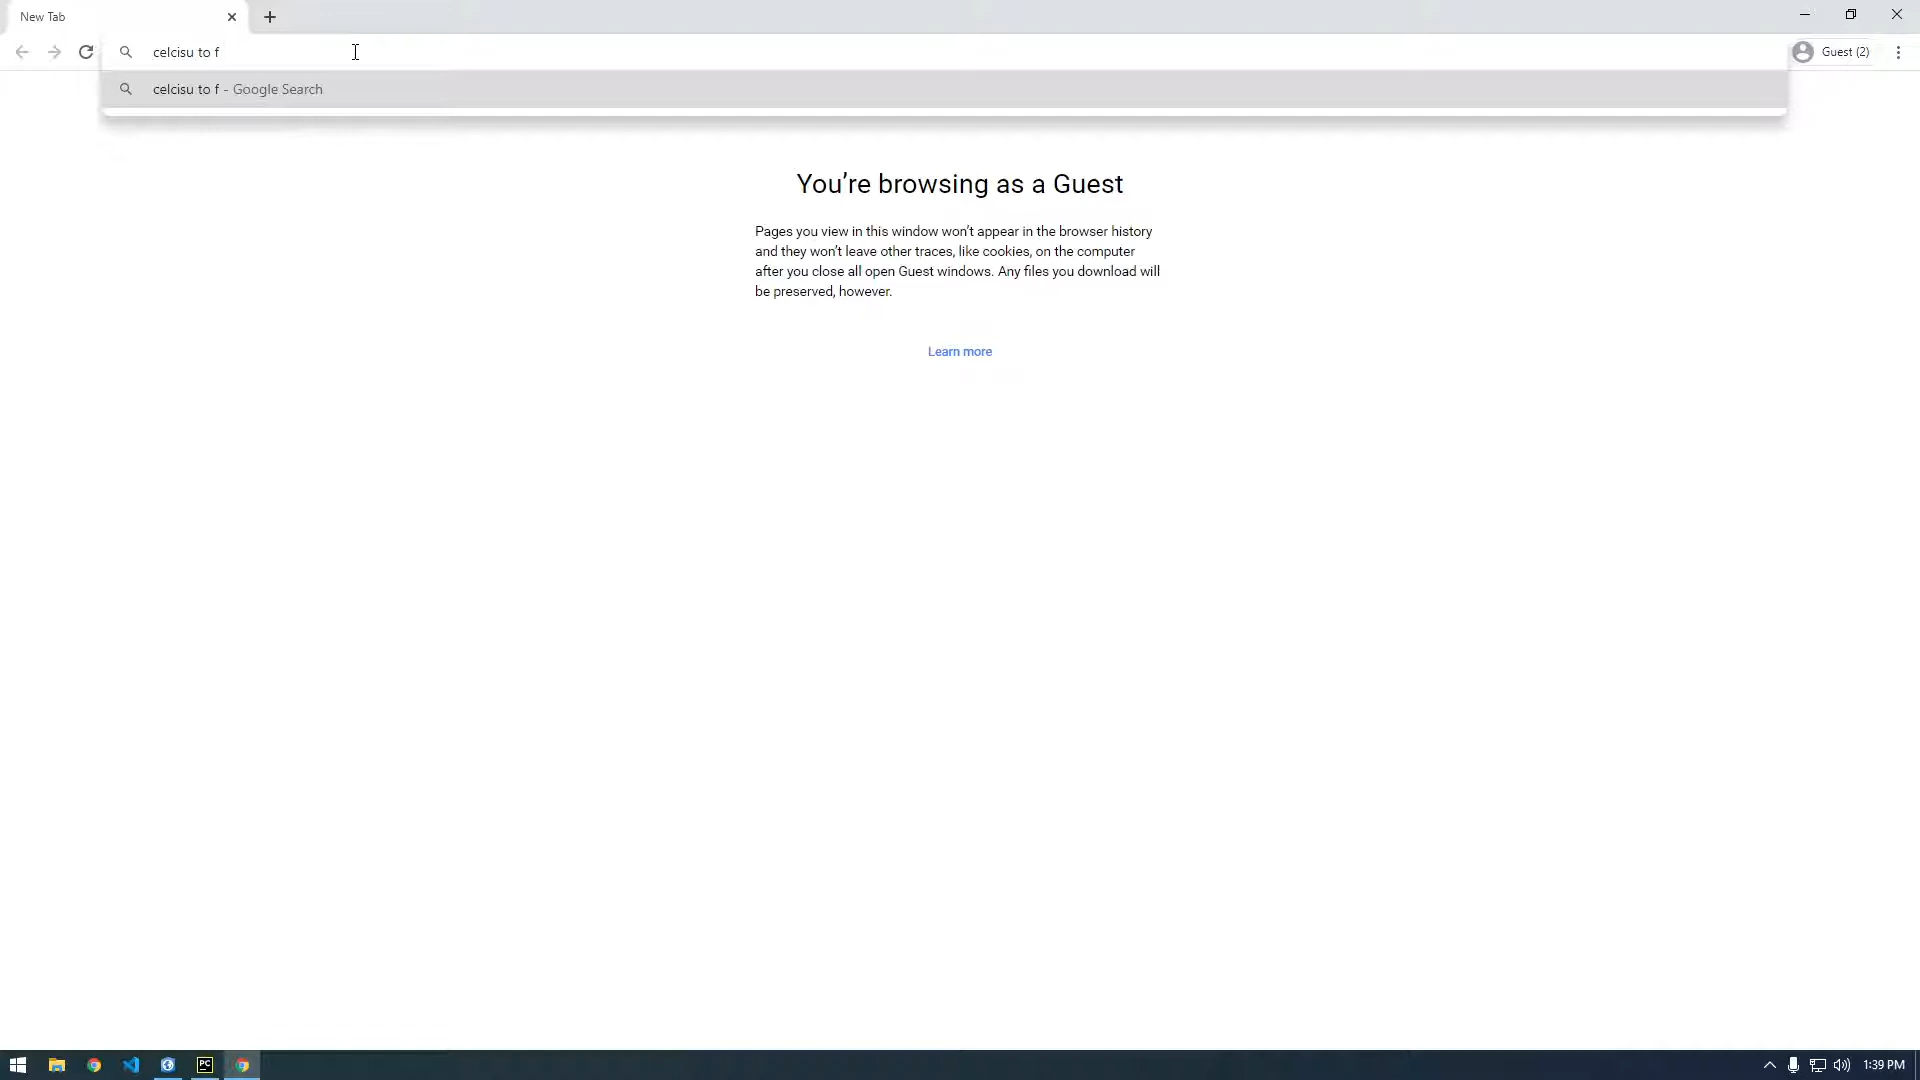 New Tab
celcisu to f
Guest (2)
celcisu to f - Google Search
You’re browsing as a Guest
Pages you view in this window won’t appear in the browser history
and they won’t leave other traces, like cookies, on the computer
after you close all open Guest windows. Any files you download will
be preserved, however.
Learn more
PC
1:39 PM